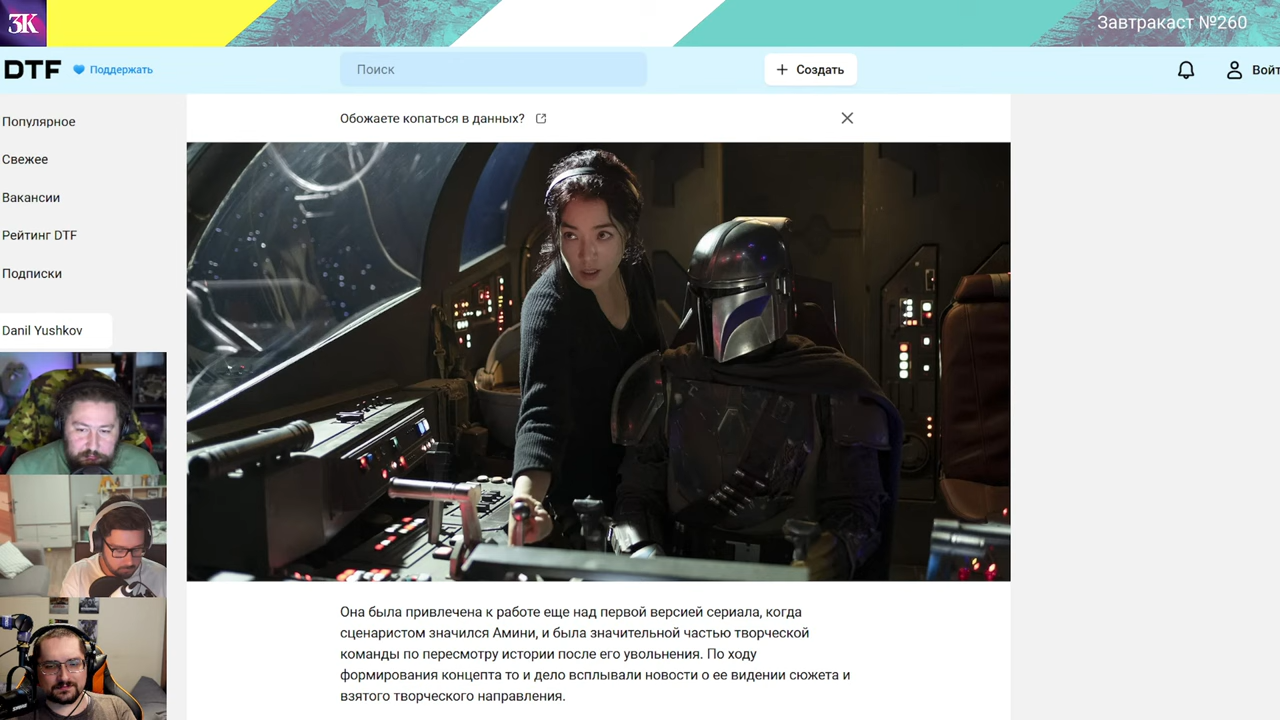 ЗК
Завтракаст №260
DTF
Поддержать
Поиск
+ Создать
Войт
Популярное
Свежее
Вакансии
Рейтинг DTF
Подписки
Danil Yushkov
Обожаете копаться в данных?
Она была привлечена к работе еще над первой версией сериала, когда
сценаристом значился Амини, и была значительной частью творческой
команды по пересмотру истории после его увольнения. По ходу
формирования концепта то и дело всплывали новости о ее видении сюжета и
взятого творческого направления.